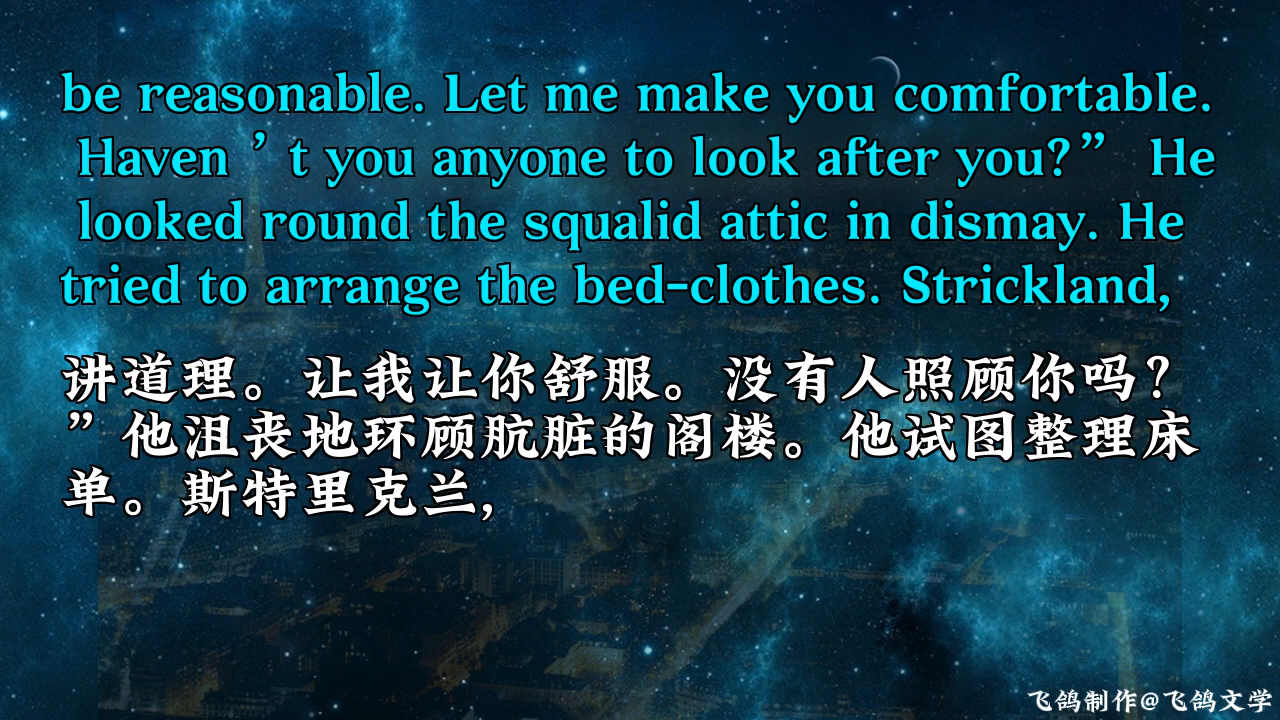 be reasonable. Let me make you comfortable.
Haven ’ t you anyone to look after you?” He
looked round the squalid attic in dismay. He
tried to arrange the bed-clothes. Strickland,
讲道理。让我让你舒服。没有人照顾你吗？
”他沮丧地环顾肮脏的阁楼。他试图整理床
单。斯特里克兰,
飞鸽制作@飞鸽文学